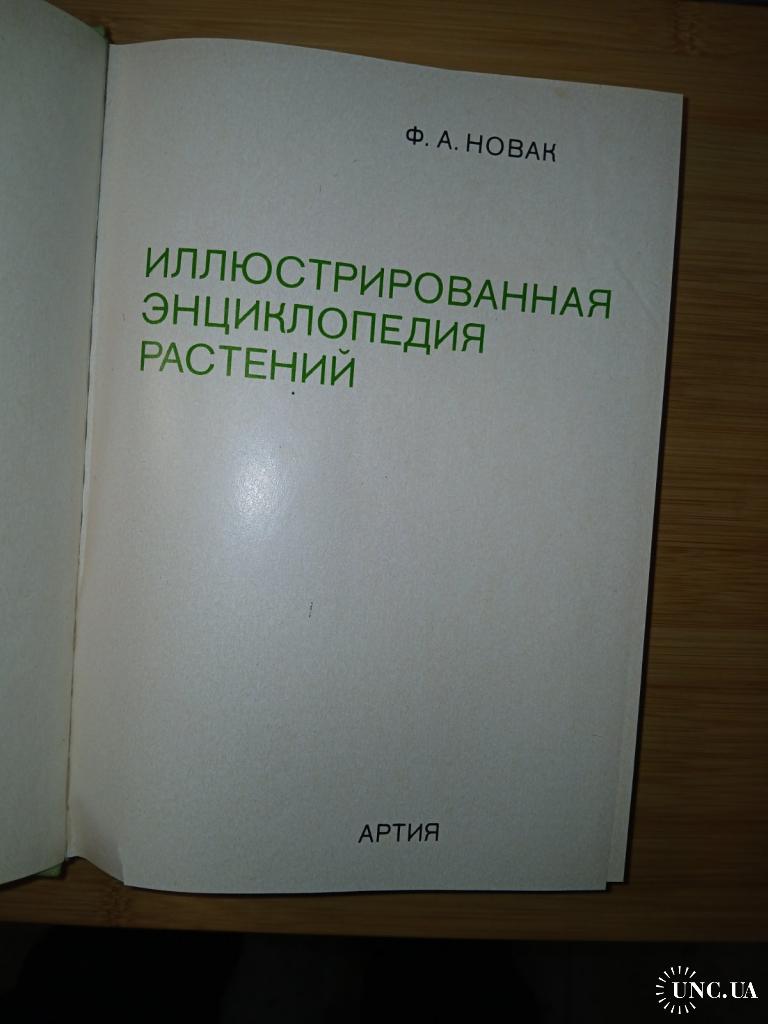 Ф. А. НОВАК
ИЛЛЮСТРИРОВАННАЯ
ЭНЦИКЛОПЕДИЯ
РАСТЕНИЙ
АРТИЯ
UNC.UA